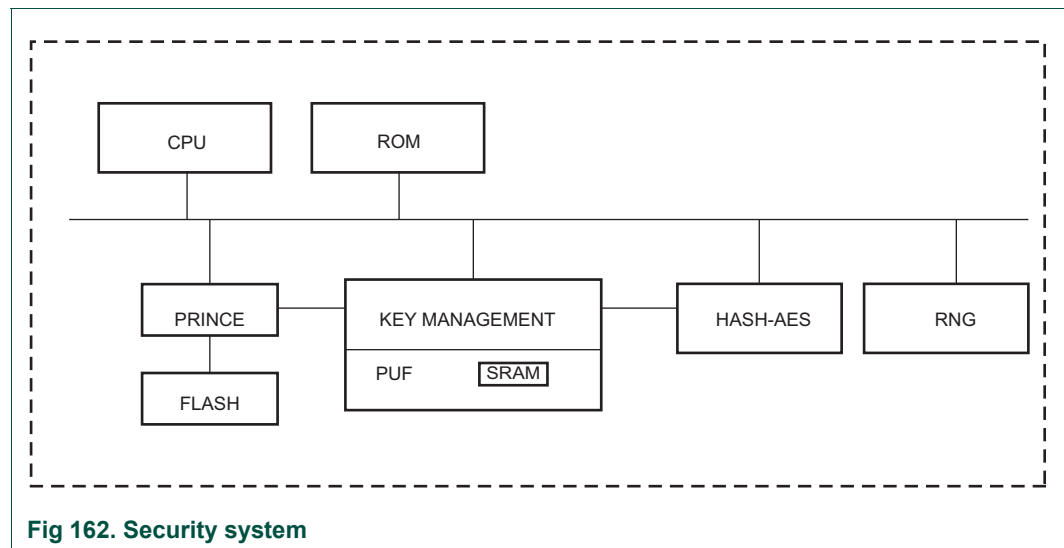 CPU
ROM
PRINCE
KEY MANAGEMENT
HASH-AES
RNG
PUF
SRAM
FLASH
Fig 162. Security system